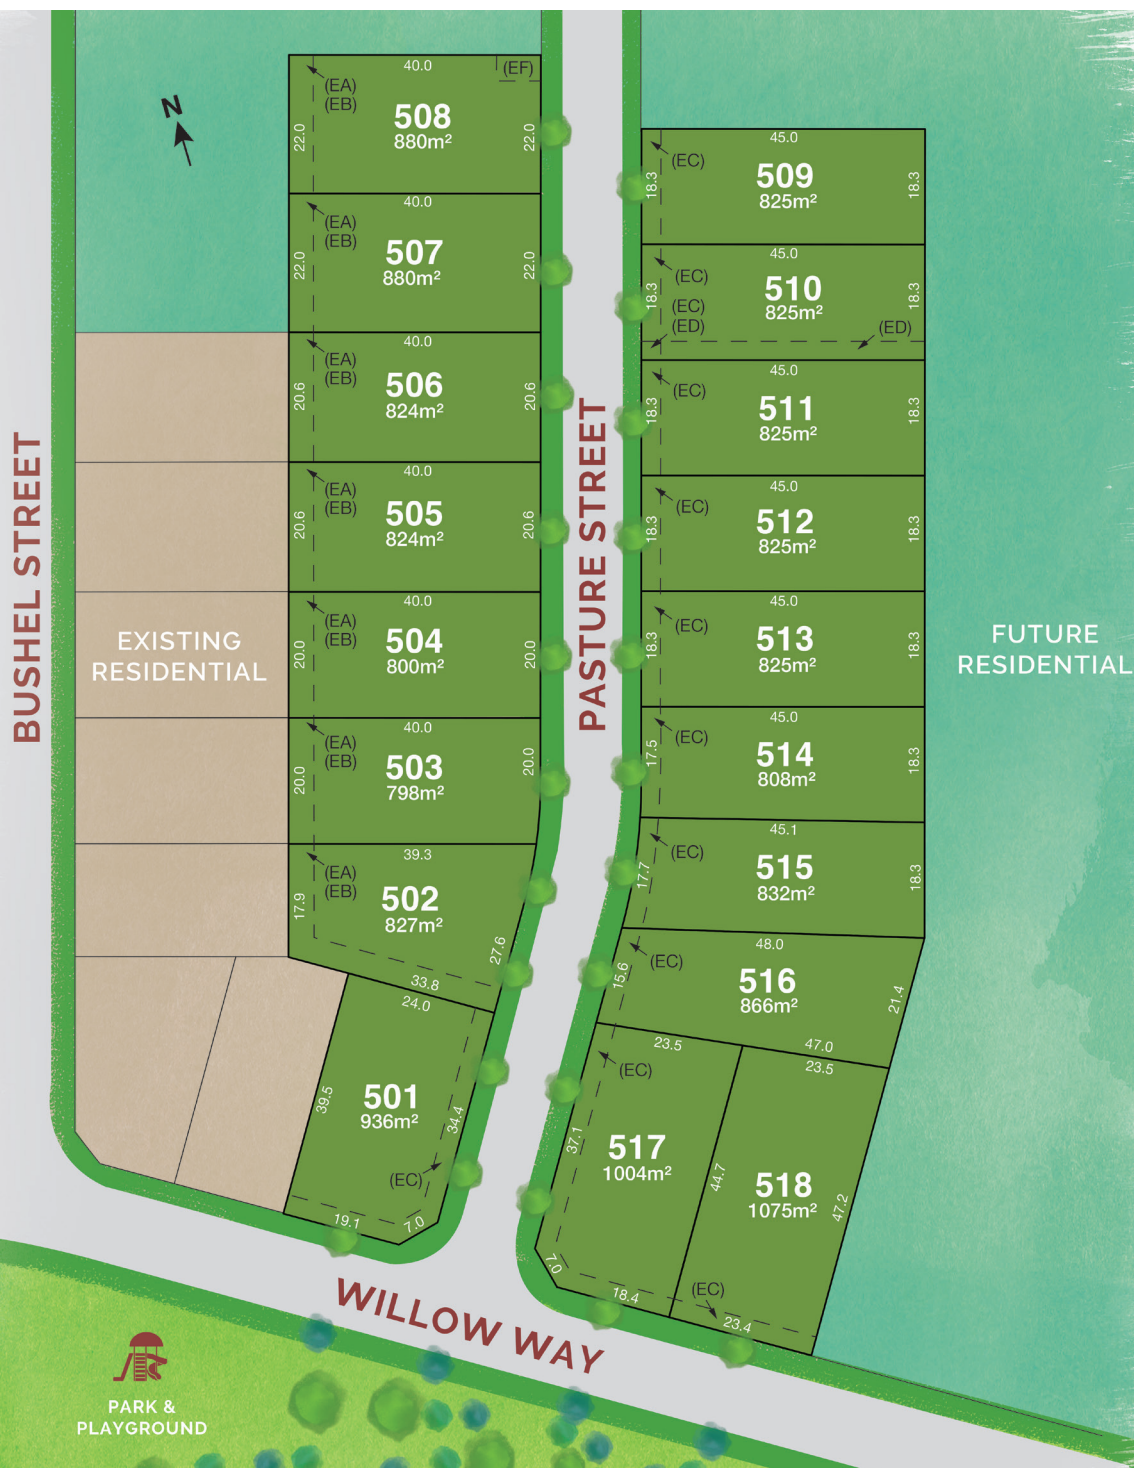 N
BUSHEL STREET
EXISTING
RESIDENTIAL
40.0
(EF)
(EA)
(EB)
508
880m²
22.0
22.0
40.0
(EA)
(EB)
507
880m²
22.0
22.0
40.0
(EA)
(EB)
506
824m²
20.6
20.6
40.0
(EA)
(EB)
505
824m²
20.6
20.6
40.0
(EA)
(EB)
504
800m²
20.0
20.0
40.0
(EA)
(EB)
503
798m²
20.0
20.0
39.3
(EA)
(EB)
502
827m²
17.9
27.6
33.8
24.0
501
936m²
39.5
34.4
(EC)
19.1
7.0
PASTURE STREET
45.0
(EC)
509
825m²
18.3
18.3
45.0
(EC)
510
825m²
18.3
18.3
(EC)
(ED)
(ED)
45.0
(EC)
511
825m²
18.3
18.3
45.0
(EC)
512
825m²
18.3
18.3
45.0
(EC)
513
825m²
18.3
18.3
45.0
(EC)
514
808m²
17.5
18.3
45.1
(EC)
515
832m²
17.7
18.3
48.0
(EC)
516
866m²
15.6
21.4
47.0
23.5
(EC)
517
1004m²
37.1
7.0
18.4
23.5
44.7
518
1075m²
47.2
(EC)
23.4
FUTURE
RESIDENTIAL
WILLOW WAY
PARK &
PLAYGROUND